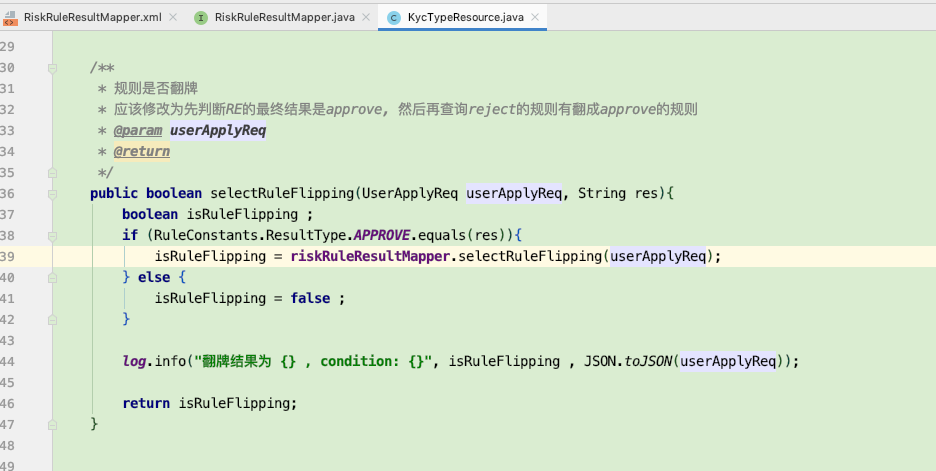 RiskRuleResultMapper.xml RiskRuleResultMapper.java KycTypeResource.java
29
30 /**
31 * 规则是否翻牌
32 * 应该修改为先判断RE的最终结果是approve, 然后再查询reject的规则有翻成approve的规则
33 * @param userApplyReq
34 * @return
35 */
36 public boolean selectRuleFlipping(UserApplyReq userApplyReq, String res){
37 boolean isRuleFlipping ;
38 if (RuleConstants.ResultType.APPROVE.equals(res)){
39 isRuleFlipping = riskRuleResultMapper.selectRuleFlipping(userApplyReq);
40 } else {
41 isRuleFlipping = false ;
42 }
43
44 log.info("翻牌结果为 {} , condition: {}", isRuleFlipping , JSON.toJSON(userApplyReq));
45
46 return isRuleFlipping;
47 }
48
49